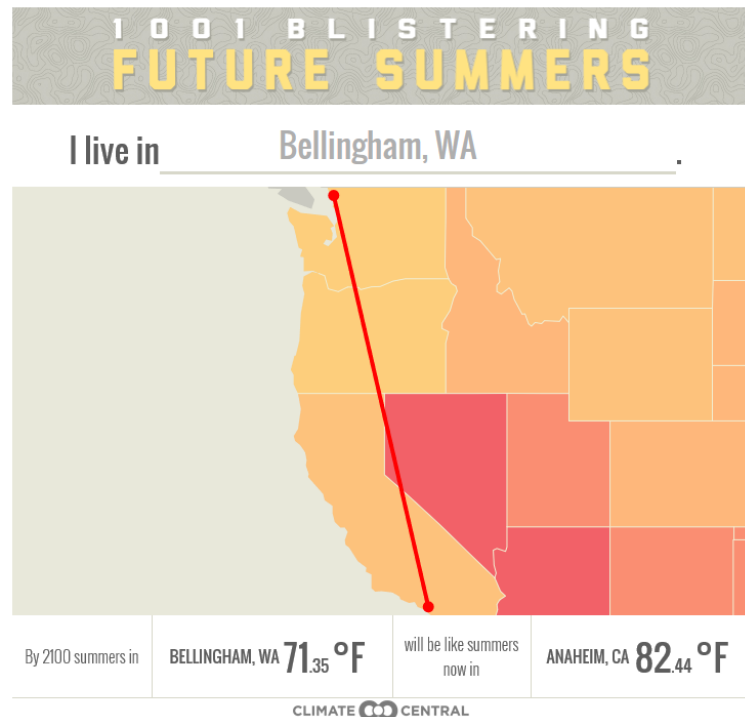 1001 BLISTERING
FUTURE SUMMERS
I live in Bellingham, WA .
By 2100 summers in
BELLINGHAM, WA 71.35 °F
will be like summers
now in
ANAHEIM, CA 82.44 °F
CLIMATE CENTRAL